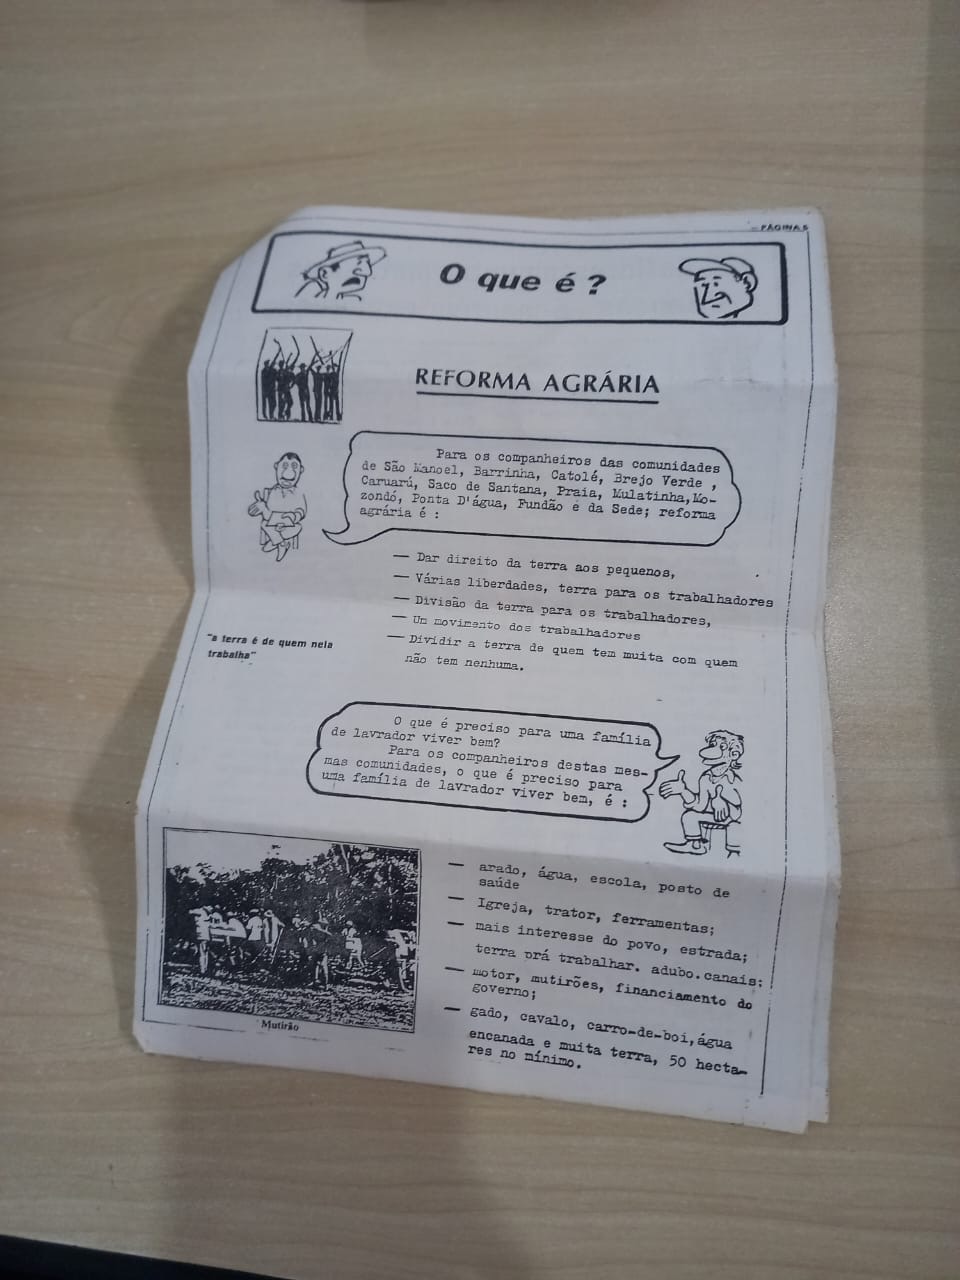 — PÁGINA 5
O que é ?
REFORMA AGRÁRIA
Para os companheiros das comunidades
de São Manoel, Barrinha, Catolé, Brejo Verde ,
Caruarú, Saco de Santana, Praia, Mulatinha, Mo-
zondó, Ponta D'água, Fundão e da Sede; reforma
agrária é :
— Dar direito da terra aos pequenos,
— Várias liberdades, terra para os trabalhadores
— Divisão da terra para os trabalhadores,
— Um movimento dos trabalhadores
— Dividir a terra de quem tem muita com quem
não tem nenhuma.
"a terra é de quem nela
trabalha"
O que é preciso para uma família
de lavrador viver bem?
Para os companheiros destas mes-
mas comunidades, o que é preciso para
uma família de lavrador viver bem, é :
— arado, água, escola, posto de
saúde
— Igreja, trator, ferramentas;
— mais interesse do povo, estrada;
terra prá trabalhar. adubo.canais:
— motor, mutirões, financiamento do
governo;
— gado, cavalo, carro-de-boi, água
encanada e muita terra, 50 hecta-
res no mínimo.
Mutirão